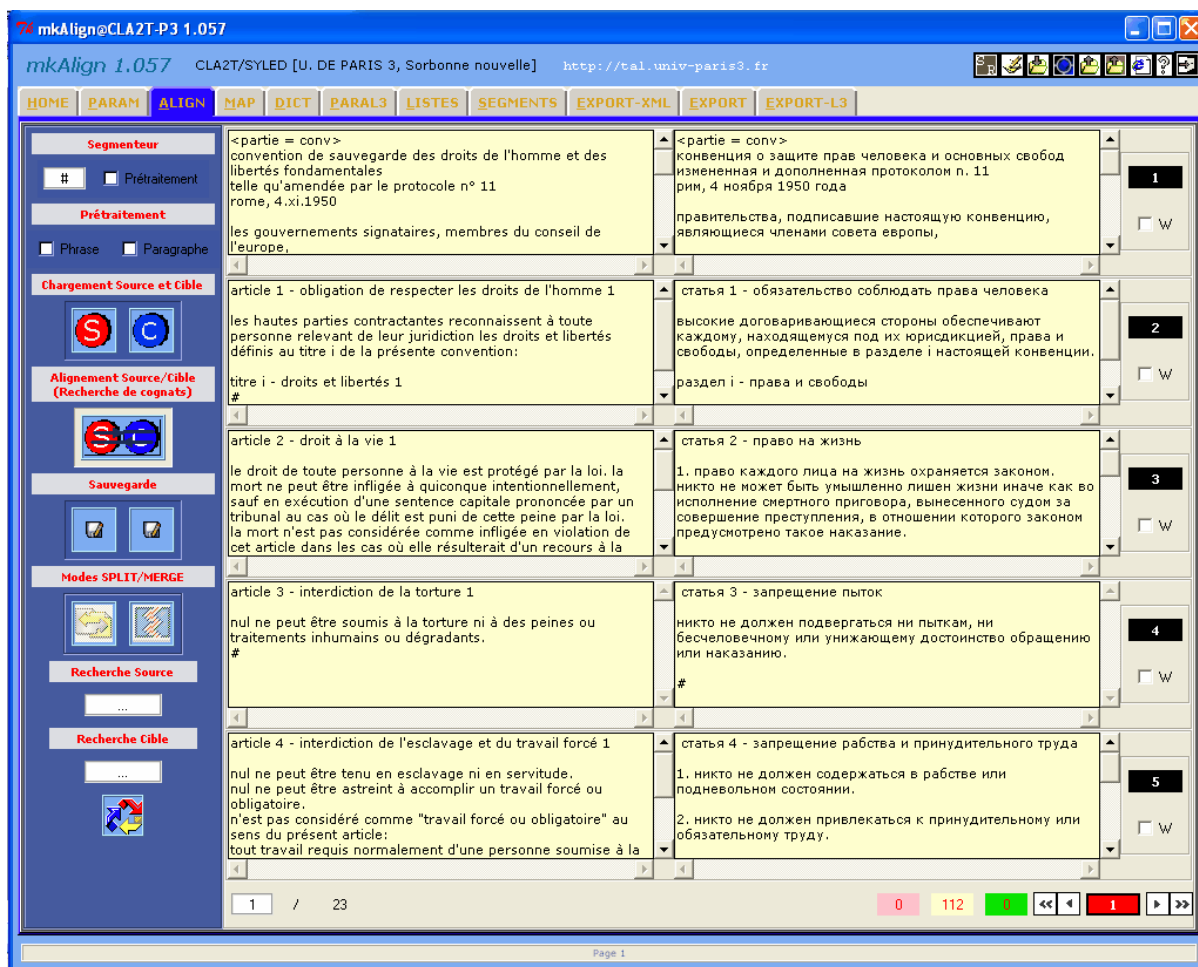 mkAlign@CLA2T-P3 1.057
mkAlign 1.057 CLA2T/SYLED [U. DE PARIS 3, Sorbonne nouvelle] http://tal.univ-paris3.fr
HOME PARAM ALIGN MAP DICT PARAL3 LISTES SEGMENTS EXPORT-XML EXPORT EXPORT-L3
Segmenteur
# Prétraitement
Prétraitement
Phrase Paragraphe
Chargement Source et Cible
S C
Alignement Source/Cible
(Recherche de cognats)
S C
Sauvegarde
Modes SPLIT/MERGE
Recherche Source
...
Recherche Cible
...
<partie = conv>
convention de sauvegarde des droits de l'homme et des
libertés fondamentales
telle qu'amendée par le protocole n° 11
rome, 4.xi.1950
les gouvernements signataires, membres du conseil de
l'europe,
<partie = conv>
конвенция о защите прав человека и основных свобод
измененная и дополненная протоколом n. 11
рим, 4 ноября 1950 года
правительства, подписавшие настоящую конвенцию,
являющиеся членами совета европы,
1
W
article 1 - obligation de respecter les droits de l'homme 1
les hautes parties contractantes reconnaissent à toute
personne relevant de leur juridiction les droits et libertés
définis au titre i de la présente convention:
titre i - droits et libertés 1
#
статья 1 - обязательство соблюдать права человека
высокие договаривающиеся стороны обеспечивают
каждому, находящемуся под их юрисдикцией, права и
свободы, определенные в разделе i настоящей конвенции.
раздел i - права и свободы
2
W
article 2 - droit à la vie 1
le droit de toute personne à la vie est protégé par la loi. la
mort ne peut être infligée à quiconque intentionnellement,
sauf en exécution d'une sentence capitale prononcée par un
tribunal au cas où le délit est puni de cette peine par la loi.
la mort n'est pas considérée comme infligée en violation de
cet article dans les cas où elle résulterait d'un recours à la
статья 2 - право на жизнь
1. право каждого лица на жизнь охраняется законом.
никто не может быть умышленно лишен жизни иначе как во
исполнение смертного приговора, вынесенного судом за
совершение преступления, в отношении которого законом
предусмотрено такое наказание.
3
W
article 3 - interdiction de la torture 1
nul ne peut être soumis à la torture ni à des peines ou
traitements inhumains ou dégradants.
#
статья 3 - запрещение пыток
никто не должен подвергаться ни пыткам, ни
бесчеловечному или унижающему достоинство обращению
или наказанию.
#
4
W
article 4 - interdiction de l'esclavage et du travail forcé 1
nul ne peut être tenu en esclavage ni en servitude.
nul ne peut être astreint à accomplir un travail forcé ou
obligatoire.
n'est pas considéré comme "travail forcé ou obligatoire" au
sens du présent article:
tout travail requis normalement d'une personne soumise à la
статья 4 - запрещение рабства и принудительного труда
1. никто не должен содержаться в рабстве или
подневольном состоянии.
2. никто не должен привлекаться к принудительному или
обязательному труду.
5
W
1 / 23 0 112 0 1
Page 1